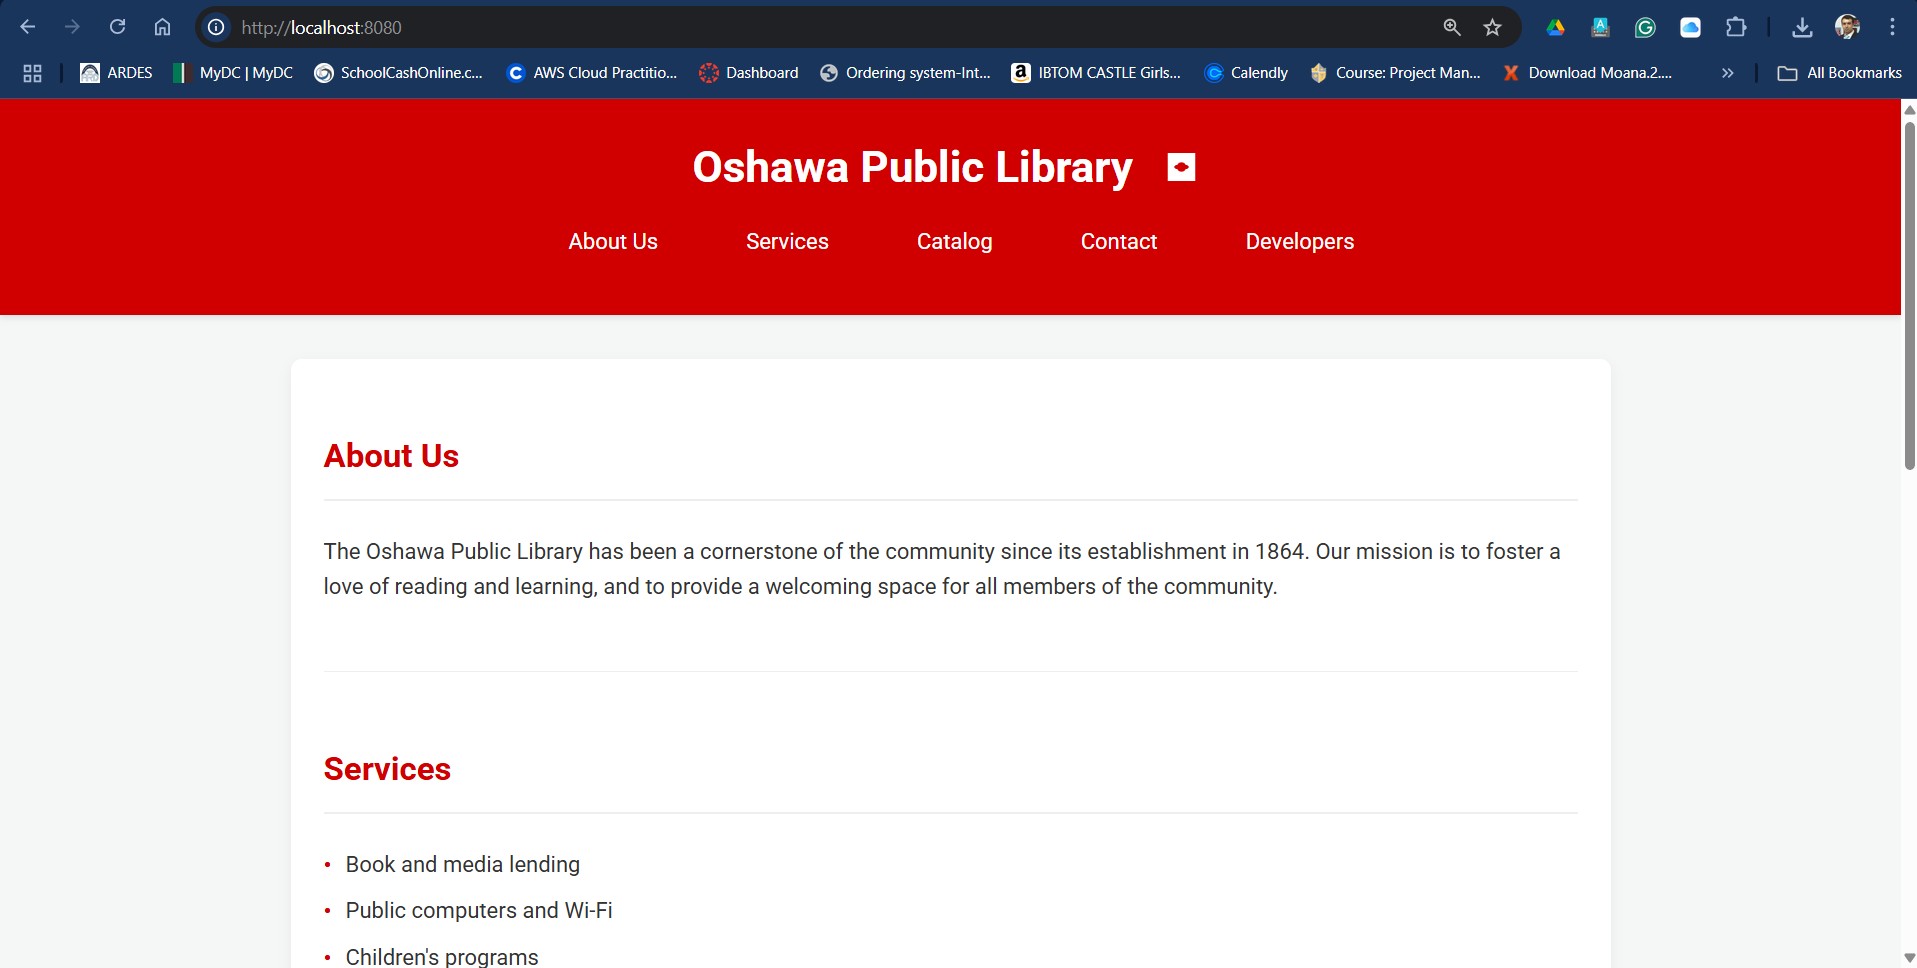 http://localhost:8080
ARDES MyDC | MyDC SchoolCashOnline.c... AWS Cloud Practitio... Dashboard Ordering system-Int... IBTOM CASTLE Girls... Calendly Course: Project Man... Download Moana.2.... All Bookmarks
Oshawa Public Library
About Us Services Catalog Contact Developers
About Us
The Oshawa Public Library has been a cornerstone of the community since its establishment in 1864. Our mission is to foster a
love of reading and learning, and to provide a welcoming space for all members of the community.
Services
• Book and media lending
• Public computers and Wi-Fi
• Children's programs